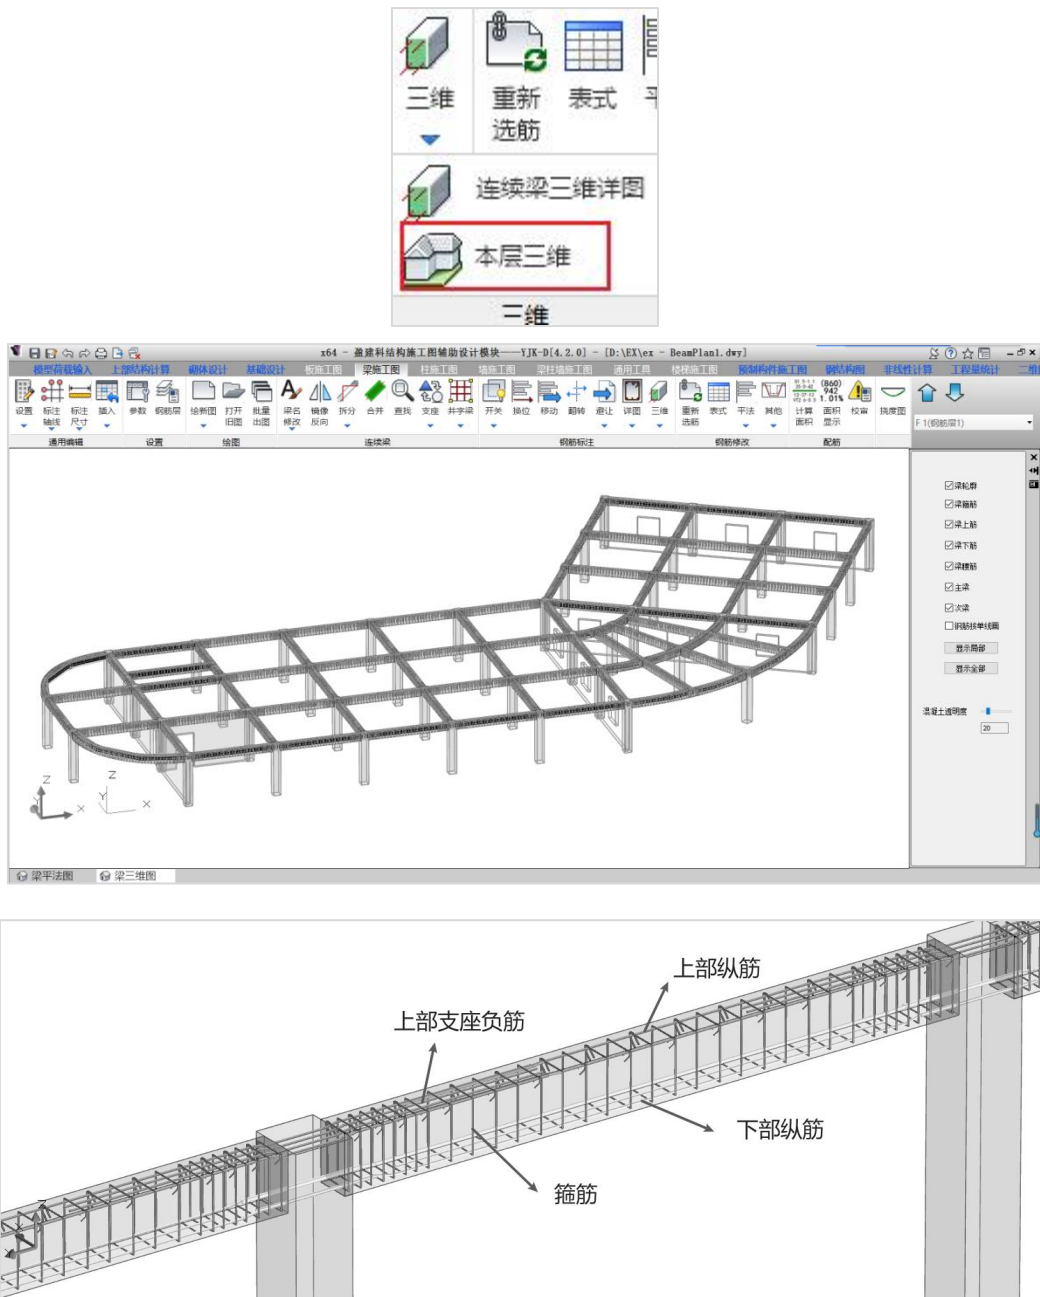 三维
重新
选筋
表式
连续梁三维详图
本层三维
三维
x64 - 盈建科结构施工图辅助设计模块——YJK-D[4.2.0] - [D:\EX\ex - BeamPlan1.dwy]
模型荷载输入 上部结构计算 砌体设计 基础设计 板施工图 梁施工图 柱施工图 墙施工图 梁柱墙施工图 通用工具 楼梯施工图 预制构件施工图 钢结构图 非线性计算 工程量统计 二维
设置 标注轴线 标注尺寸 插入 参数 钢筋层 绘新图 打开旧图 批量出图 梁名修改 镜像反向 拆分 合并 查找 支座 井字梁 开关 换位 移动 翻转 避让 详图 三维 重新选筋 表式 平法 其他 计算面积 面积显示 校审 挠度图
(860)
942
1.01%
通用编辑 设置 绘图 连续梁 钢筋标注 钢筋修改 配筋
F 1(钢筋层1)
梁轮廓
梁箍筋
梁上筋
梁下筋
梁腰筋
主梁
次梁
钢筋按单线画
显示局部
显示全部
混凝土透明度
20
Z
Y
X
Z
Y
X
梁平法图 梁三维图
上部纵筋
上部支座负筋
下部纵筋
箍筋
Z
X